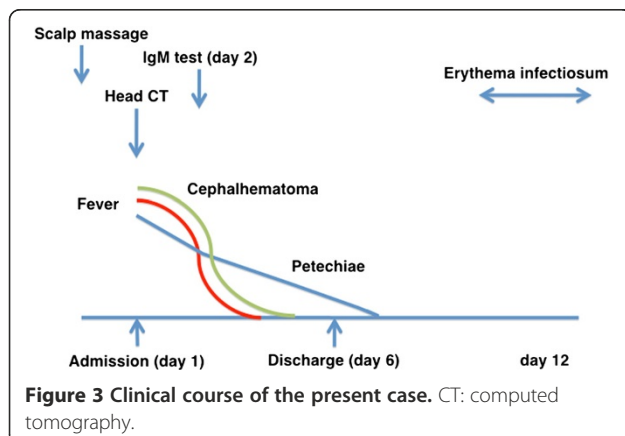 Scalp massage
IgM test (day 2)
Erythema infectiosum
Head CT
Cephalhematoma
Fever
Petechiae
Admission (day 1)
Discharge (day 6)
day 12
Figure 3 Clinical course of the present case. CT: computed
tomography.